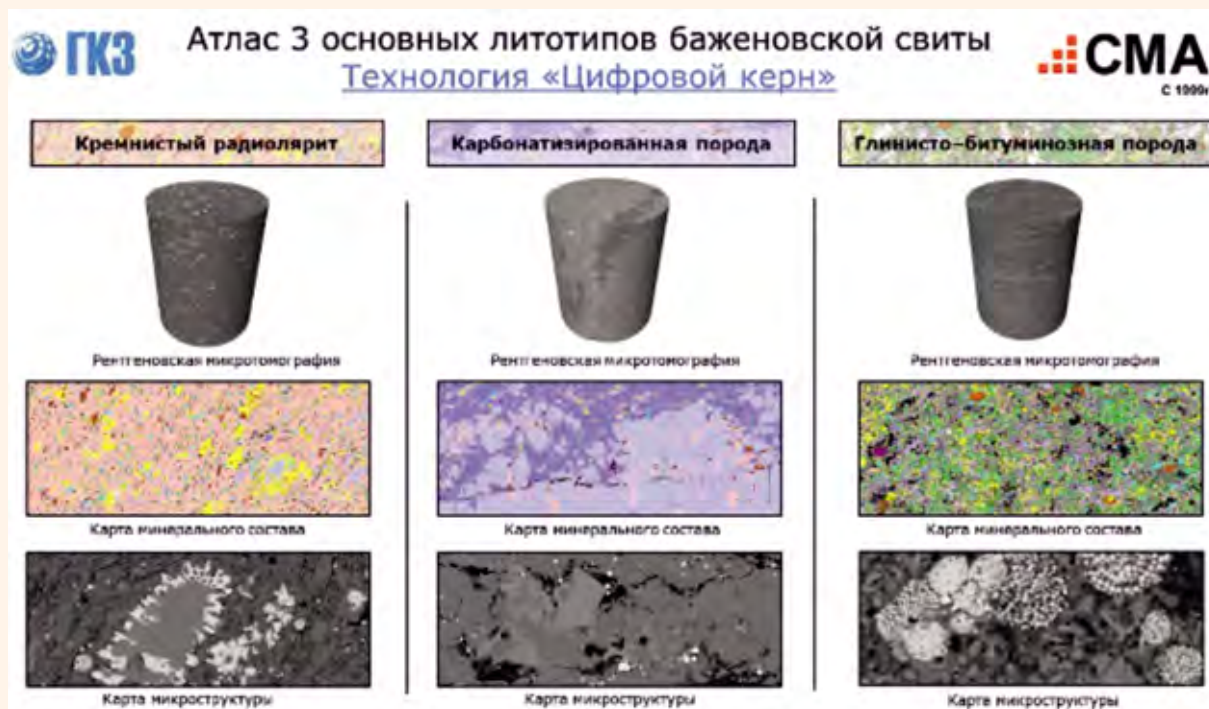 ГКЗ
Атлас 3 основных литотипов баженовской свиты
Технология «Цифровой керн»
СМА
С 1999г
Кремнистый радиолярит
Карбонатизированная порода
Глинисто-битуминозная порода
Рентгеновская микротомография
Рентгеновская микротомография
Рентгеновская микротомография
Карта минерального состава
Карта минерального состава
Карта минерального состава
Карта микроструктуры
Карта микроструктуры
Карта микроструктуры